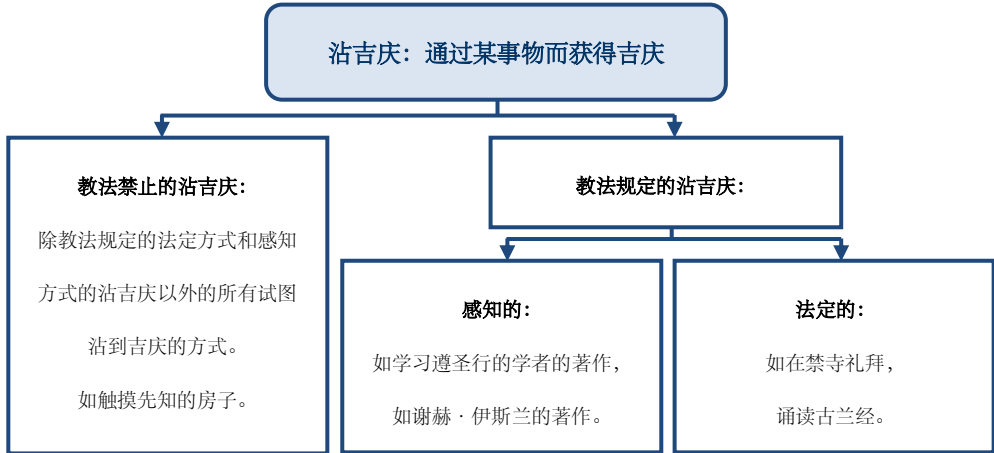 沾吉庆：通过某事物而获得吉庆
教法禁止的沾吉庆：
除教法规定的法定方式和感知
方式的沾吉庆以外的所有试图
沾到吉庆的方式。
如触摸先知的房子。
教法规定的沾吉庆：
感知的：
如学习遵圣行的学者的著作，
如谢赫·伊斯兰的著作。
法定的：
如在禁寺礼拜，
诵读古兰经。